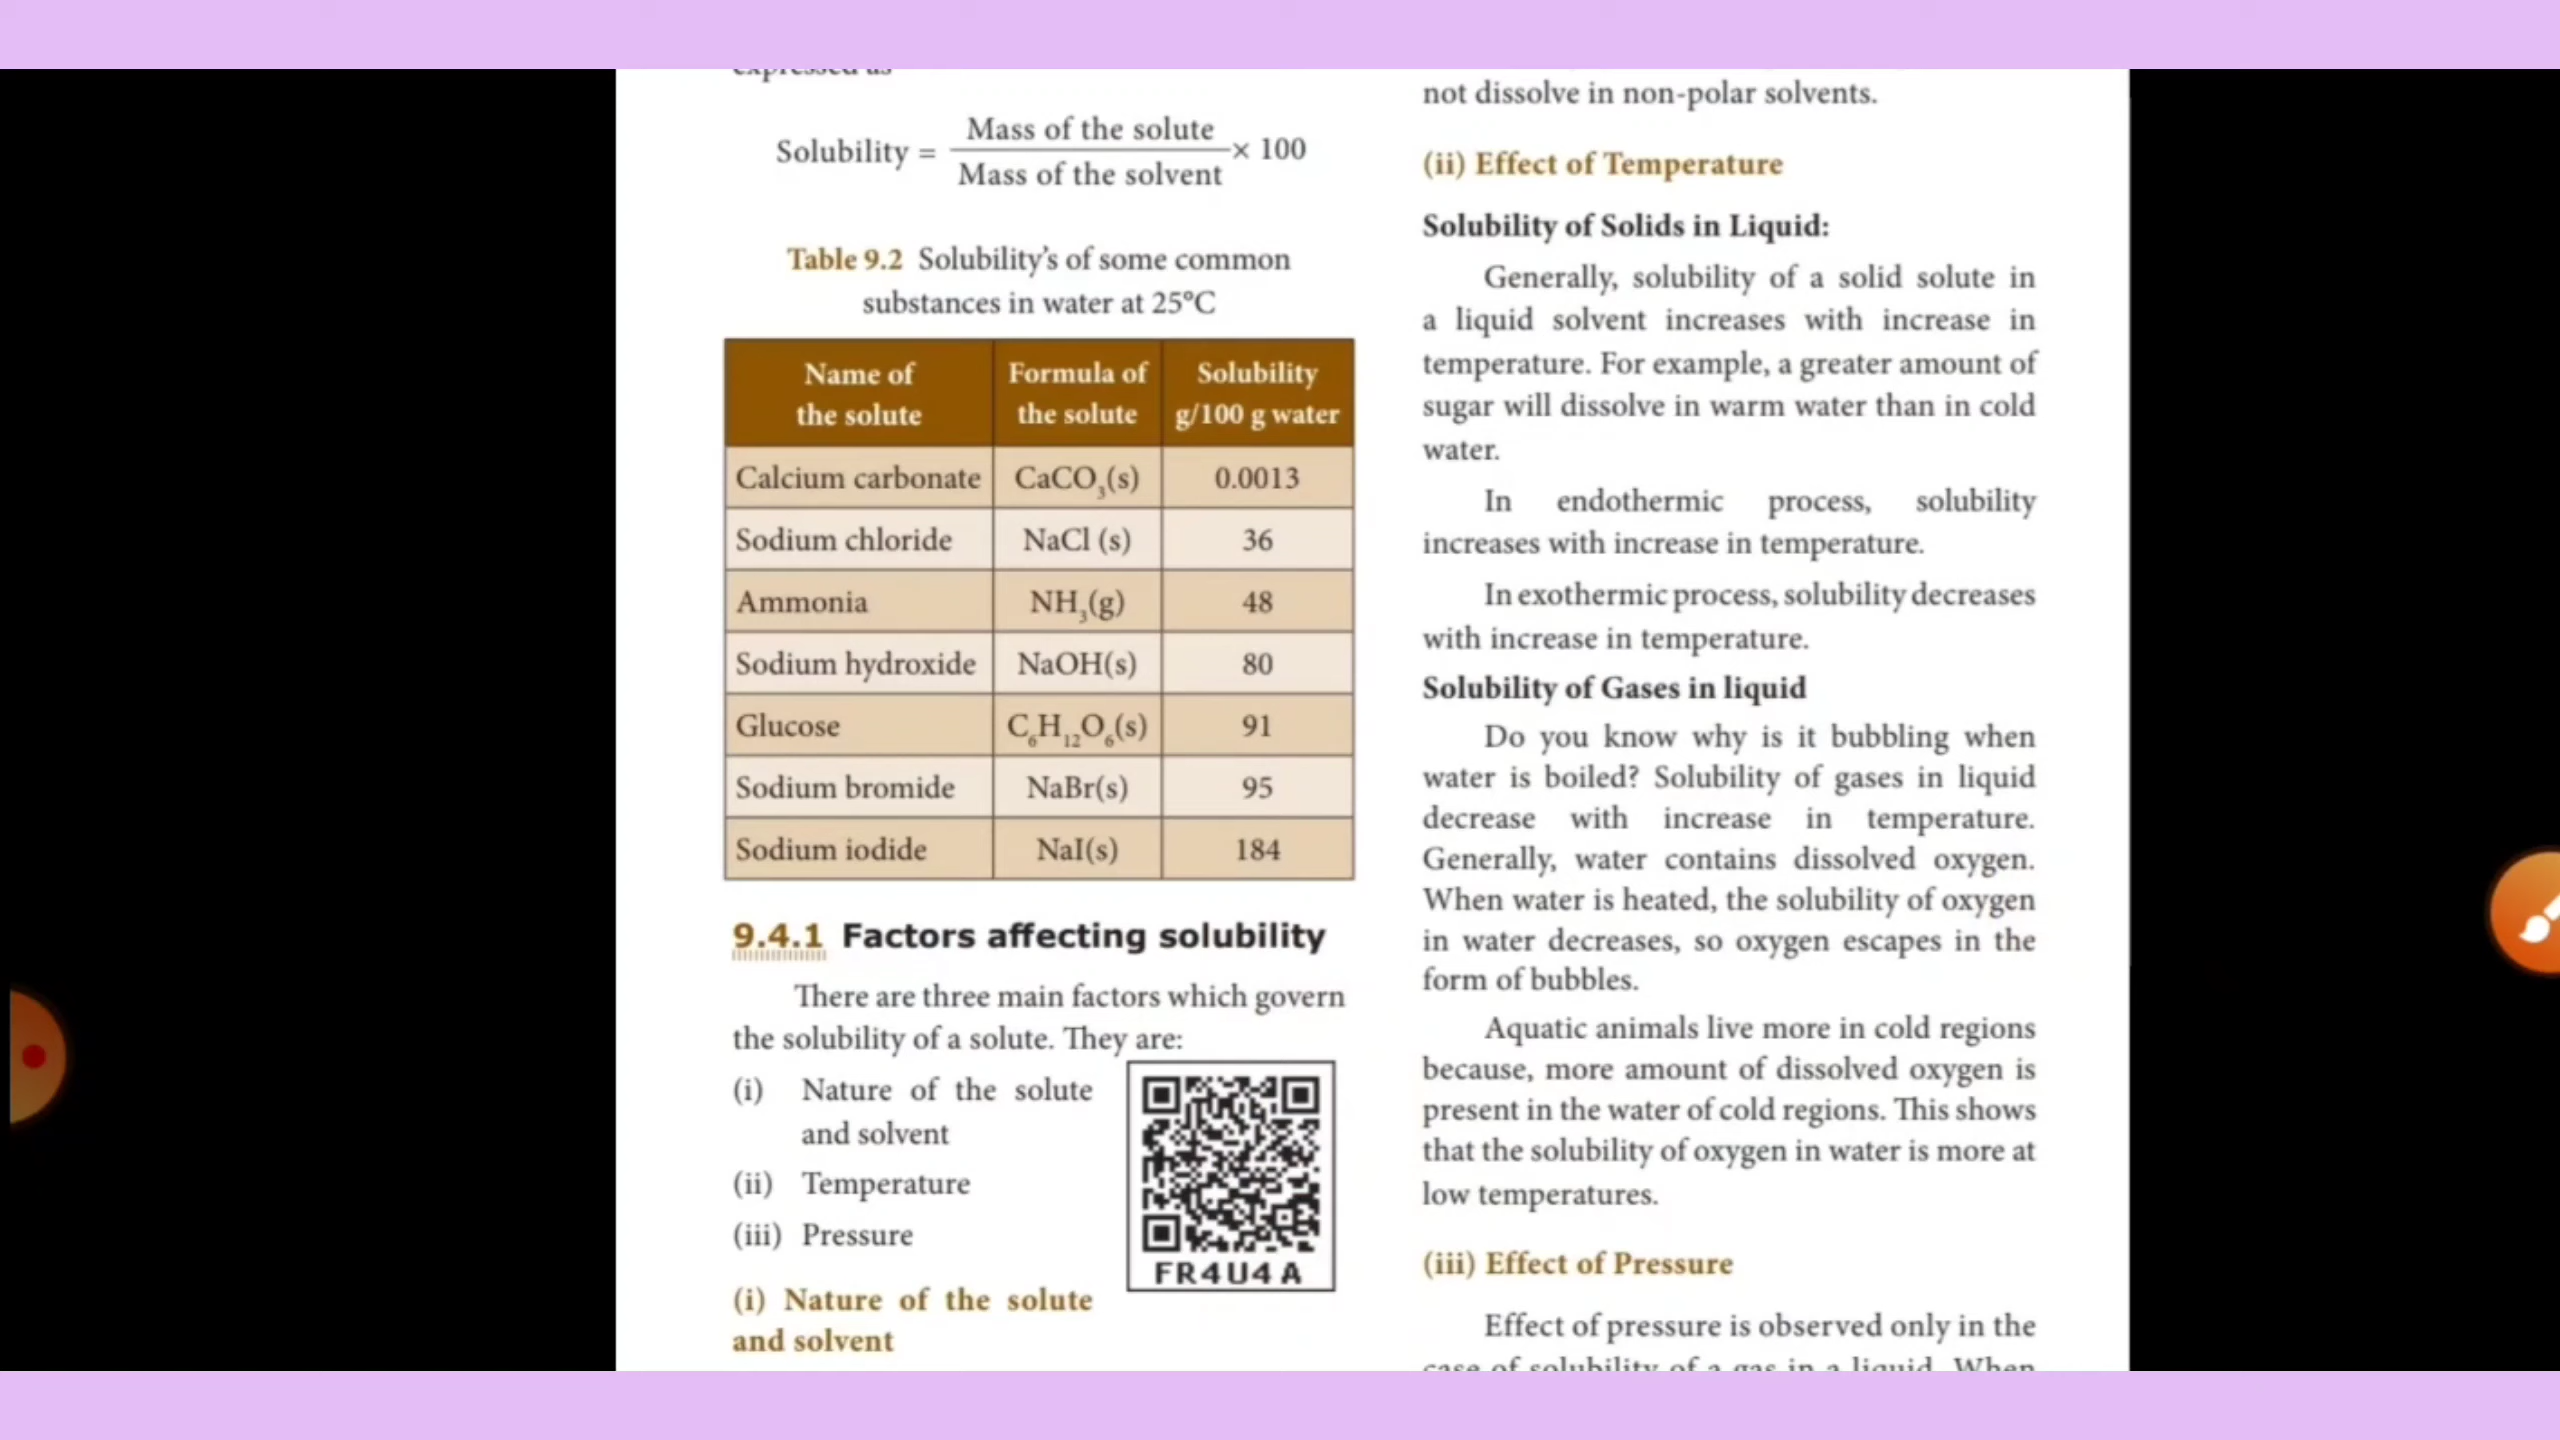 expressed as
Solubility = Mass of the solute / Mass of the solvent × 100
Table 9.2 Solubility's of some common
substances in water at 25°C
Name of the solute | Formula of the solute | Solubility g/100 g water
Calcium carbonate | CaCO₃(s) | 0.0013
Sodium chloride | NaCl (s) | 36
Ammonia | NH₃(g) | 48
Sodium hydroxide | NaOH(s) | 80
Glucose | C₆H₁₂O₆(s) | 91
Sodium bromide | NaBr(s) | 95
Sodium iodide | NaI(s) | 184
9.4.1 Factors affecting solubility
There are three main factors which govern
the solubility of a solute. They are:
(i) Nature of the solute
and solvent
(ii) Temperature
(iii) Pressure
FR4U4A
(i) Nature of the solute
and solvent
not dissolve in non-polar solvents.
(ii) Effect of Temperature
Solubility of Solids in Liquid:
Generally, solubility of a solid solute in
a liquid solvent increases with increase in
temperature. For example, a greater amount of
sugar will dissolve in warm water than in cold
water.
In endothermic process, solubility
increases with increase in temperature.
In exothermic process, solubility decreases
with increase in temperature.
Solubility of Gases in liquid
Do you know why is it bubbling when
water is boiled? Solubility of gases in liquid
decrease with increase in temperature.
Generally, water contains dissolved oxygen.
When water is heated, the solubility of oxygen
in water decreases, so oxygen escapes in the
form of bubbles.
Aquatic animals live more in cold regions
because, more amount of dissolved oxygen is
present in the water of cold regions. This shows
that the solubility of oxygen in water is more at
low temperatures.
(iii) Effect of Pressure
Effect of pressure is observed only in the
case of solubility of a gas in a liquid. When